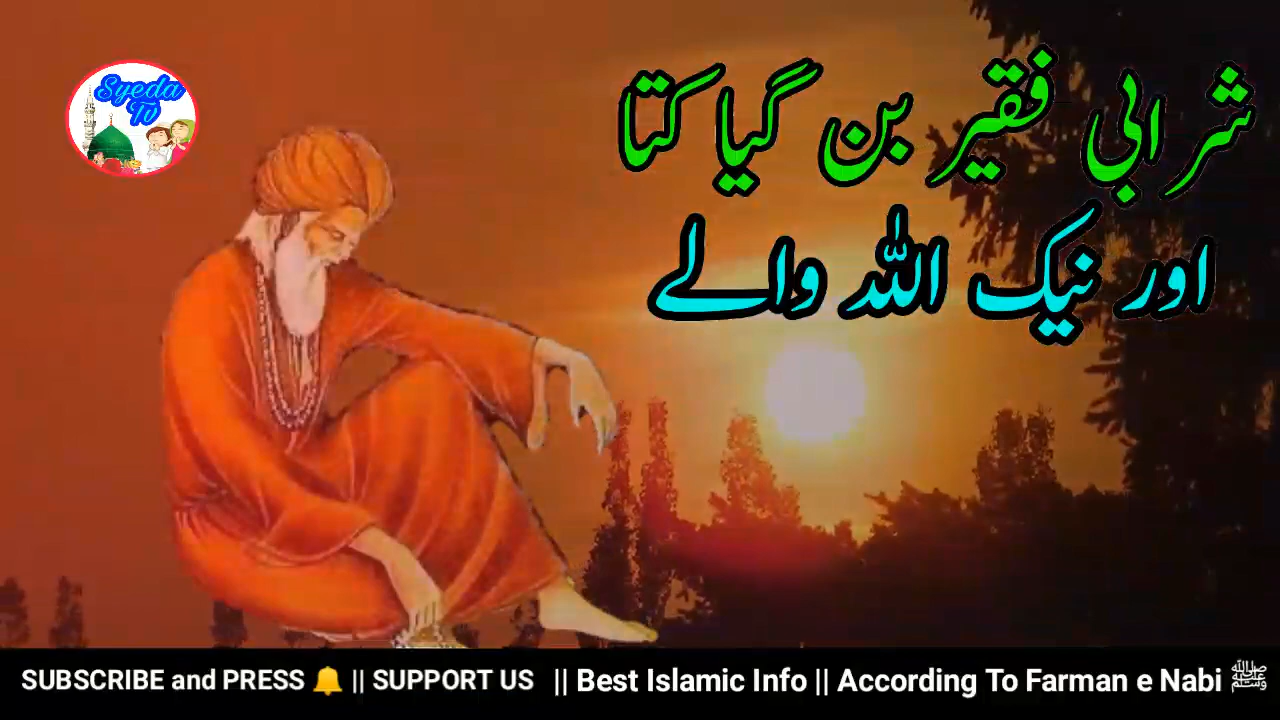 Syeda
Tv
شرابی فقیر بن گیا کتا
اور نیک اللہ والے
SUBSCRIBE and PRESS 🔔 || SUPPORT US || Best Islamic Info || According To Farman e Nabi ﷺ